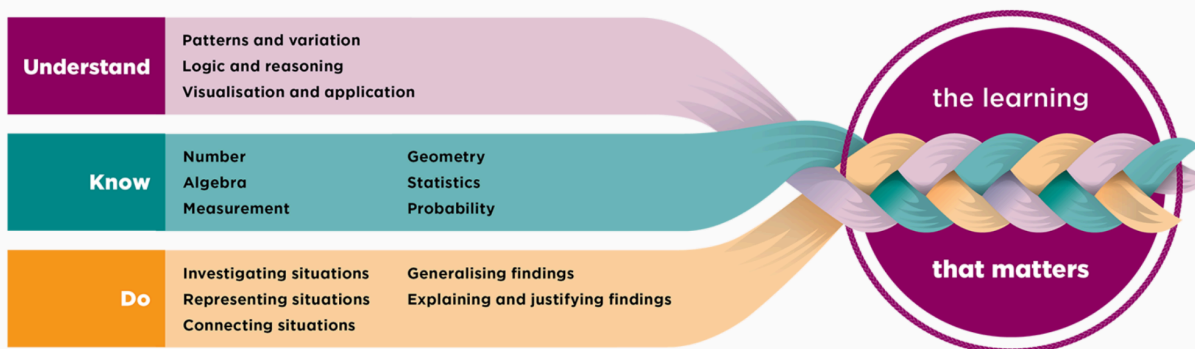 Understand
Patterns and variation
Logic and reasoning
Visualisation and application
Know
Number
Algebra
Measurement
Geometry
Statistics
Probability
Do
Investigating situations
Representing situations
Connecting situations
Generalising findings
Explaining and justifying findings
the learning
that matters